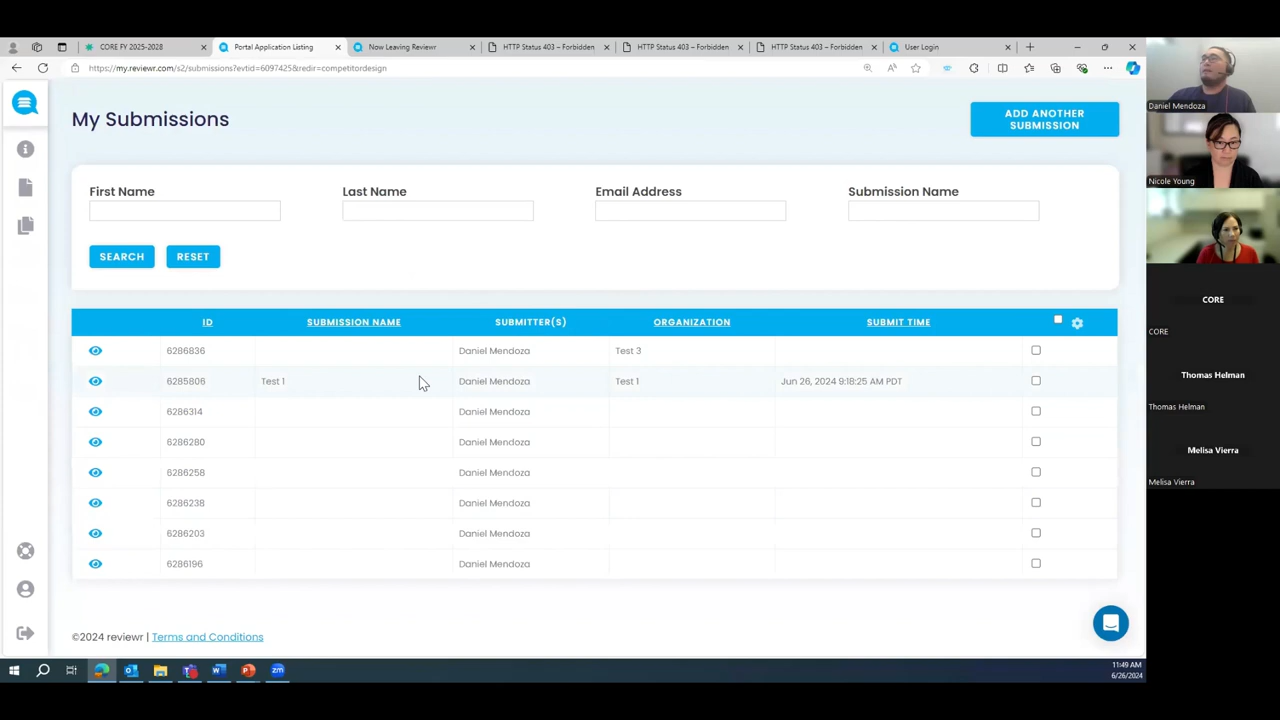 CORE FY 2025-2028
Portal Application Listing
Now Leaving Reviewr
HTTP Status 403 – Forbidden
HTTP Status 403 – Forbidden
HTTP Status 403 – Forbidden
User Login
https://my.reviewr.com/s2/submissions?evtid=6097425&redir=competitordesign
My Submissions
ADD ANOTHER
SUBMISSION
First Name
Last Name
Email Address
Submission Name
SEARCH
RESET
ID SUBMISSION NAME SUBMITTER(S) ORGANIZATION SUBMIT TIME
6286836 Daniel Mendoza Test 3
6285806 Test 1 Daniel Mendoza Test 1 Jun 26, 2024 9:18:25 AM PDT
6286314 Daniel Mendoza
6286280 Daniel Mendoza
6286258 Daniel Mendoza
6286238 Daniel Mendoza
6286203 Daniel Mendoza
6286196 Daniel Mendoza
©2024 reviewr | Terms and Conditions
11:49 AM
6/26/2024
Daniel Mendoza
Nicole Young
CORE
CORE
Thomas Helman
Thomas Helman
Melisa Vierra
Melisa Vierra